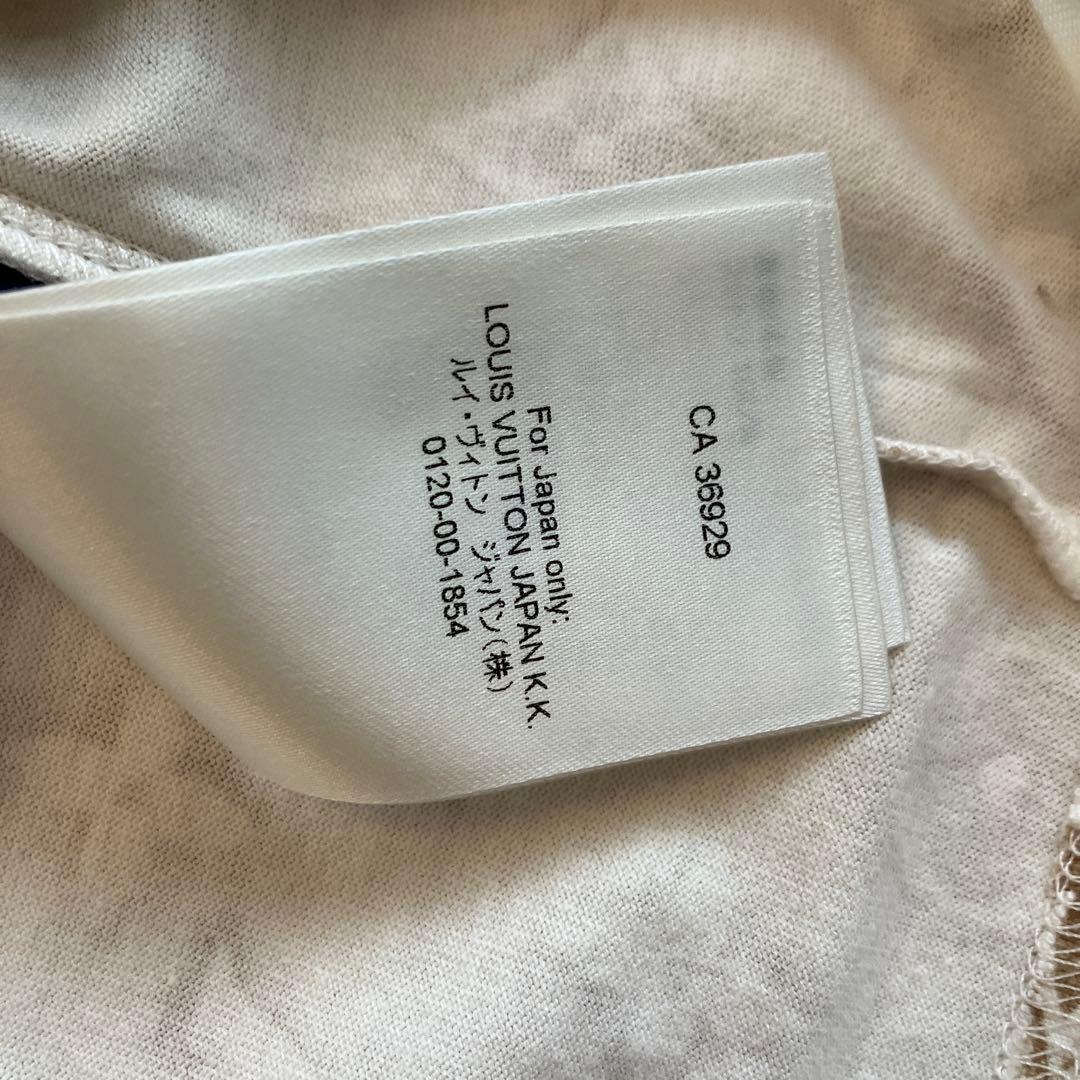 CA 36929
For Japan only:
LOUIS VUITTON JAPAN K.K.
ルイ・ヴィトン ジャパン(株)
0120-00-1854